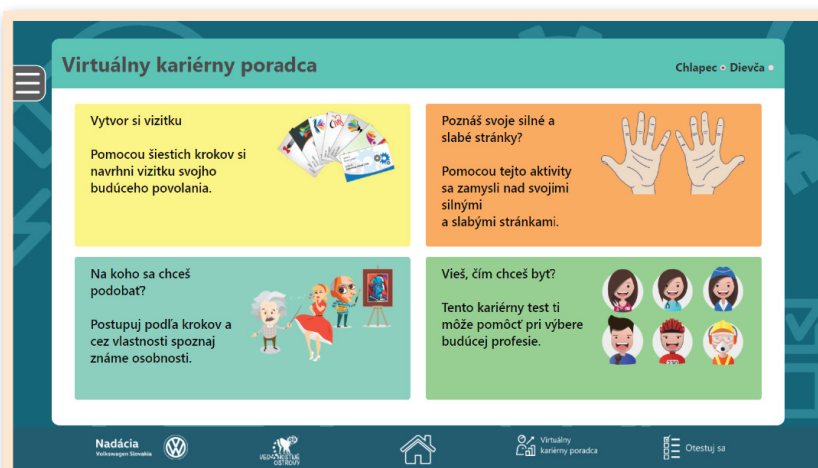 Virtuálny kariérny poradca
Chlapec
Dievča
Vytvor si vizitku
Pomocou šiestich krokov si
navrhni vizitku svojho
budúceho povolania.
Poznáš svoje silné a
slabé stránky?
Pomocou tejto aktivity
sa zamysli nad svojimi
silnými
a slabými stránkami.
Na koho sa chceš
podobať?
Postupuj podľa krokov a
cez vlastnosti spoznaj
známe osobnosti.
Vieš, čím chceš byť?
Tento kariérny test ti
môže pomôcť pri výbere
budúcej profesie.
Nadácia
Volkswagen Slovakia
OSTROVY
Virtuálny
kariérny poradca
Otestuj sa